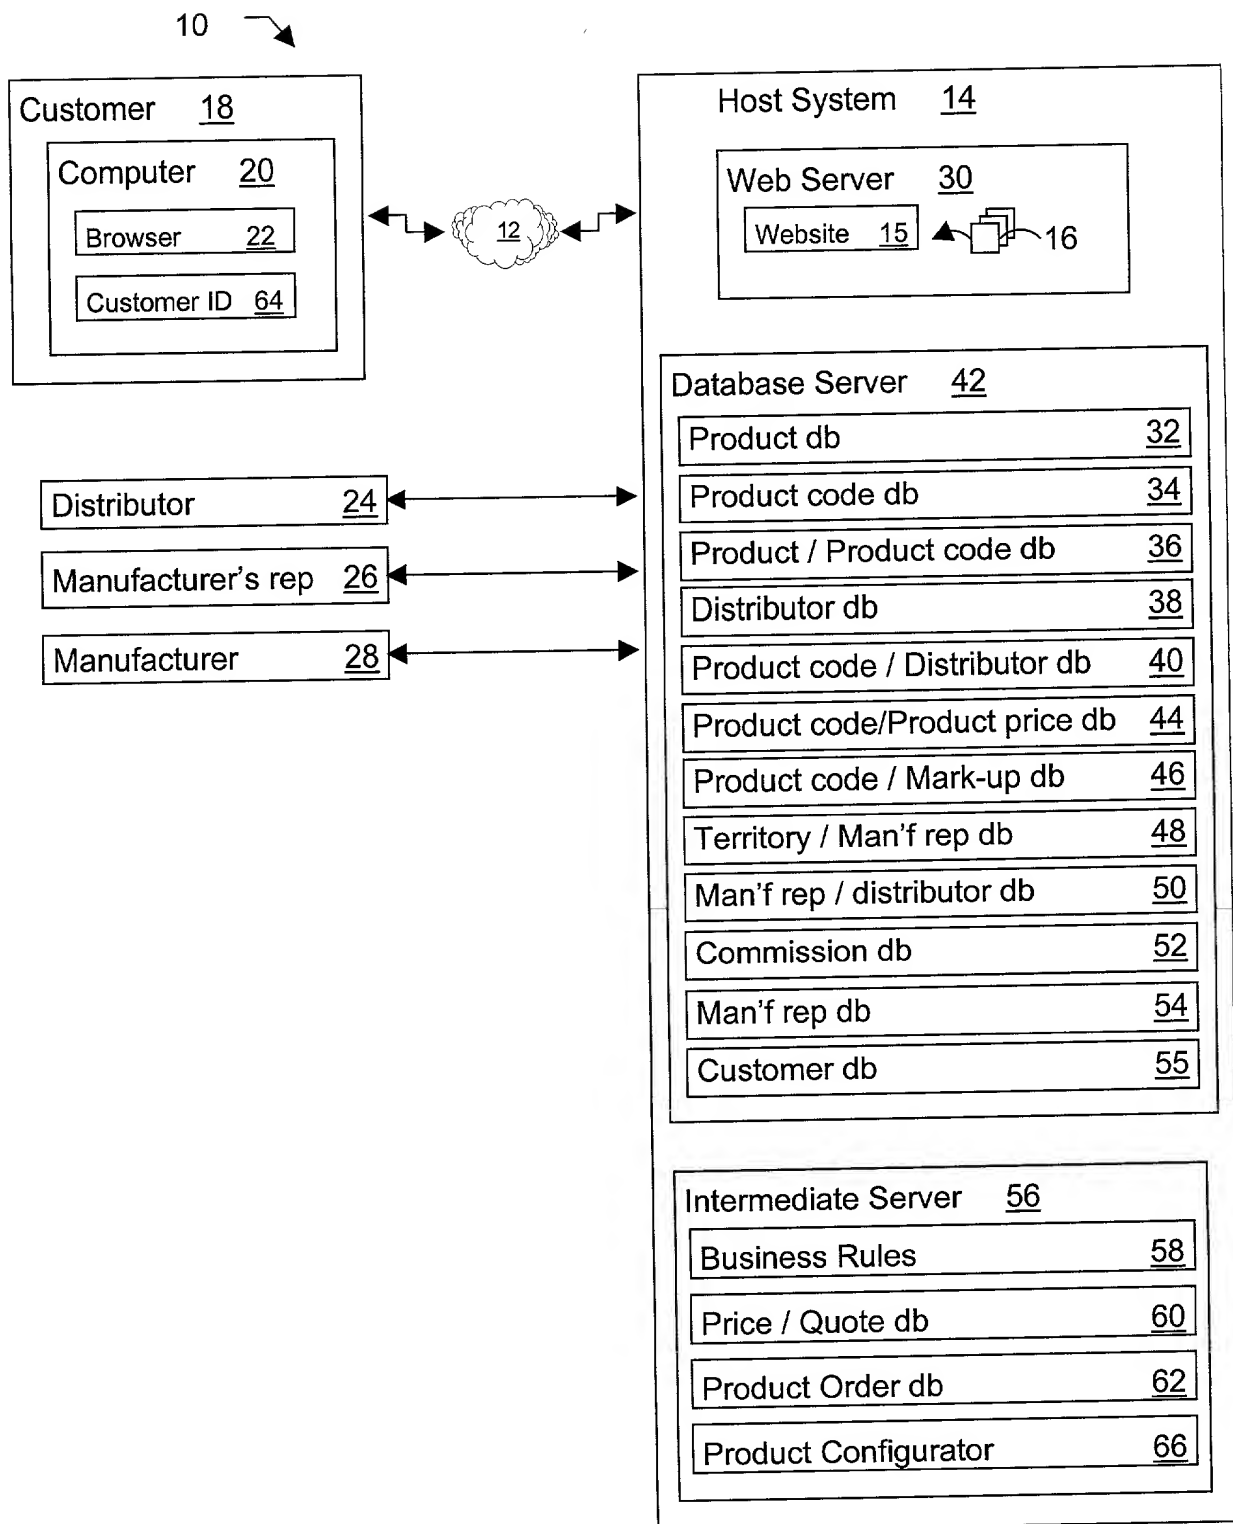 10
Customer 18
Computer 20
Browser 22
Customer ID 64
12
Host System 14
Web Server 30
Website 15
16
Database Server 42
Product db 32
Product code db 34
Product / Product code db 36
Distributor db 38
Product code / Distributor db 40
Product code/Product price db 44
Product code / Mark-up db 46
Territory / Man'f rep db 48
Man'f rep / distributor db 50
Commission db 52
Man'f rep db 54
Customer db 55
Distributor 24
Manufacturer's rep 26
Manufacturer 28
Intermediate Server 56
Business Rules 58
Price / Quote db 60
Product Order db 62
Product Configurator 66